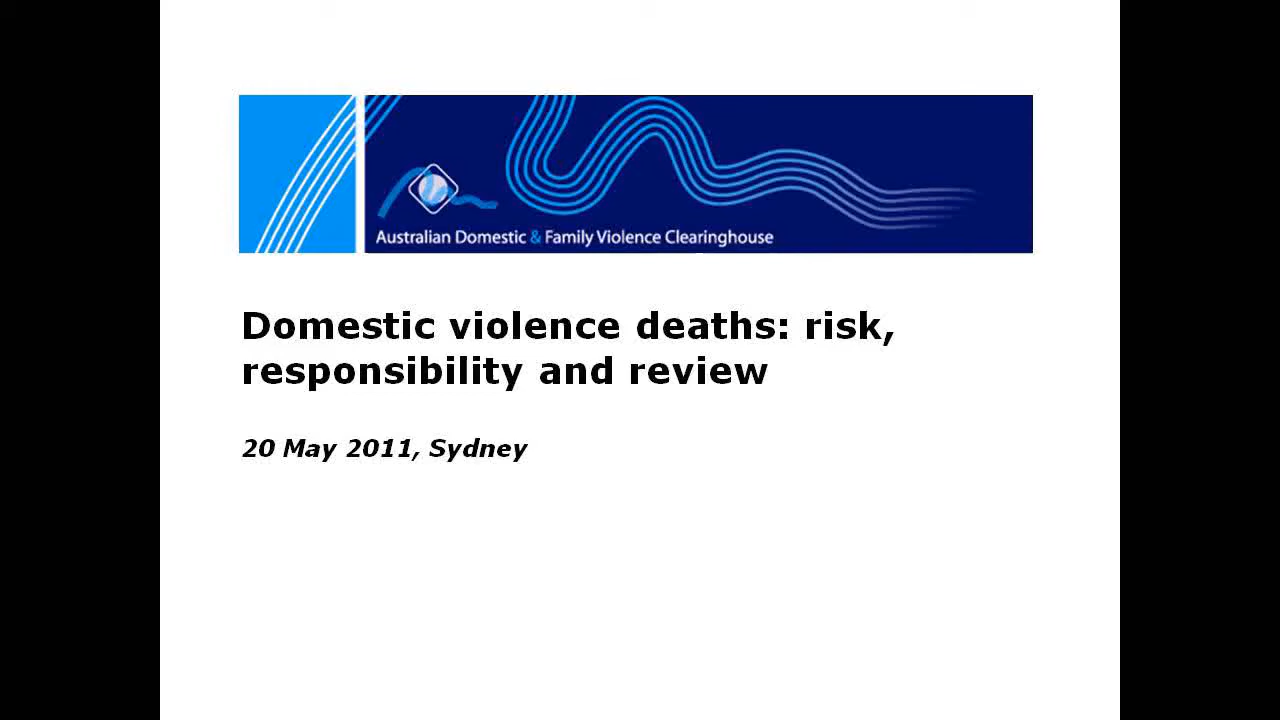 Australian Domestic & Family Violence Clearinghouse
Domestic violence deaths: risk,
responsibility and review
20 May 2011, Sydney